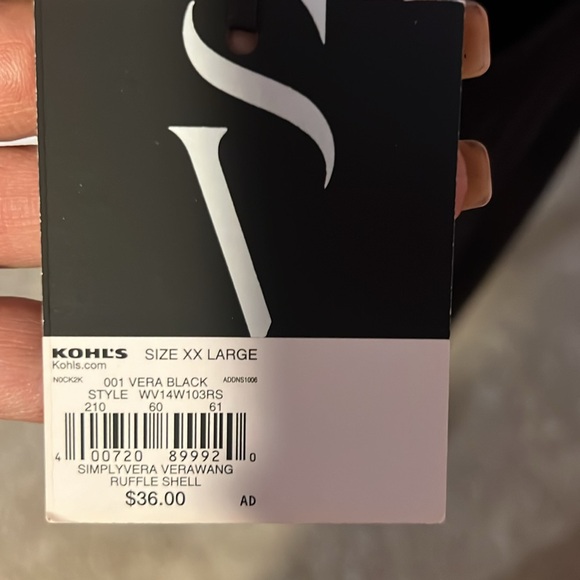 SV
KOHL'S SIZE XX LARGE
Kohls.com
N0CK2K 001 VERA BLACK ADDNS1006
STYLE WV14W103RS
210 60 61
4 00720 89992 0
SIMPLYVERA VERAWANG
RUFFLE SHELL
$36.00 AD